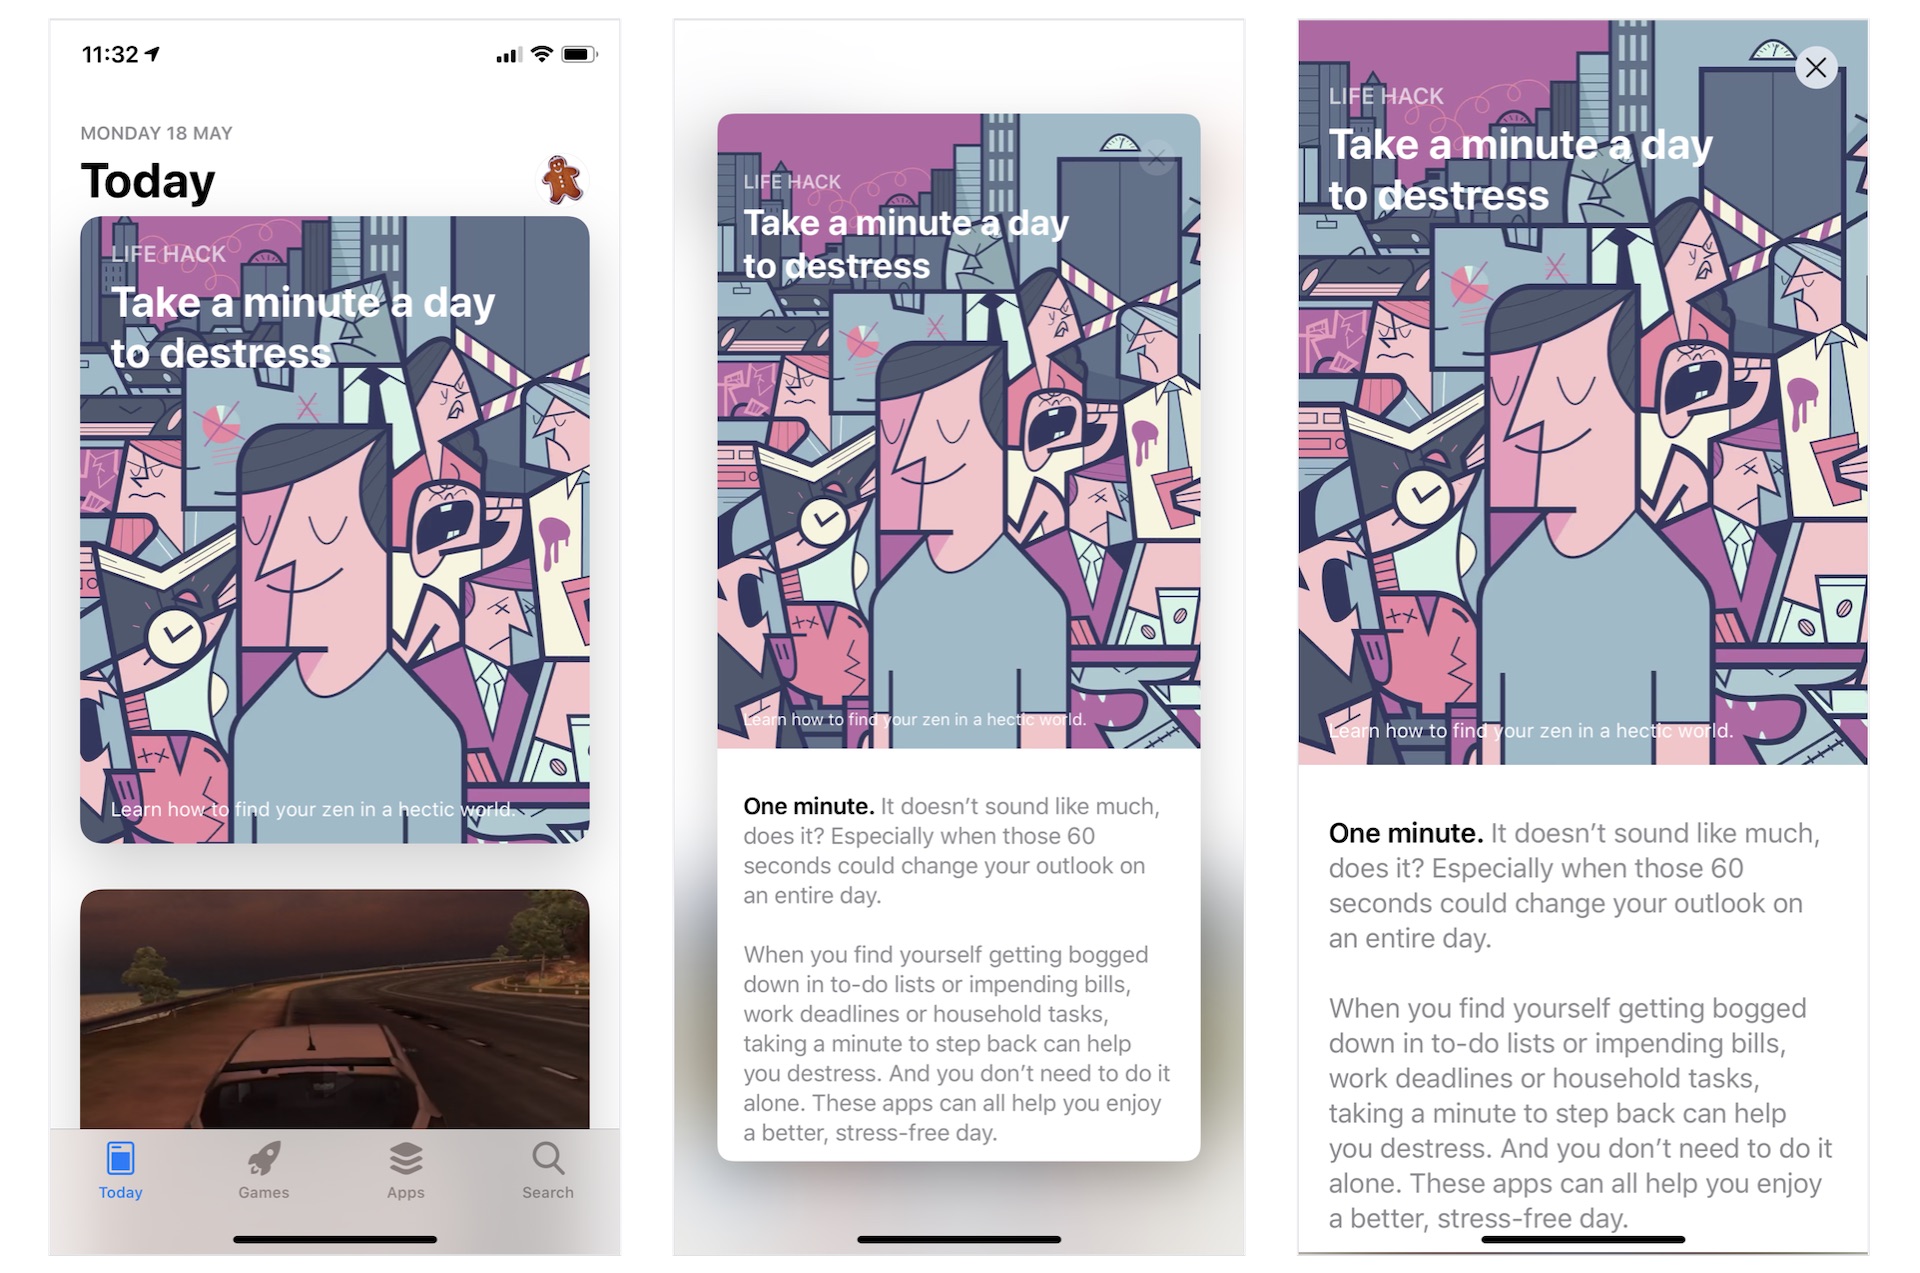 11:32
MONDAY 18 MAY
Today
LIFE HACK
Take a minute a day
to destress
Learn how to find your zen in a hectic world.
Today
Games
Apps
Search
LIFE HACK
Take a minute a day
to destress
Learn how to find your zen in a hectic world.
One minute. It doesn’t sound like much,
does it? Especially when those 60
seconds could change your outlook on
an entire day.
When you find yourself getting bogged
down in to-do lists or impending bills,
work deadlines or household tasks,
taking a minute to step back can help
you destress. And you don’t need to do it
alone. These apps can all help you enjoy
a better, stress-free day.
LIFE HACK
Take a minute a day
to destress
Learn how to find your zen in a hectic world.
One minute. It doesn’t sound like much,
does it? Especially when those 60
seconds could change your outlook on
an entire day.
When you find yourself getting bogged
down in to-do lists or impending bills,
work deadlines or household tasks,
taking a minute to step back can help
you destress. And you don’t need to do it
alone. These apps can all help you enjoy
a better, stress-free day.